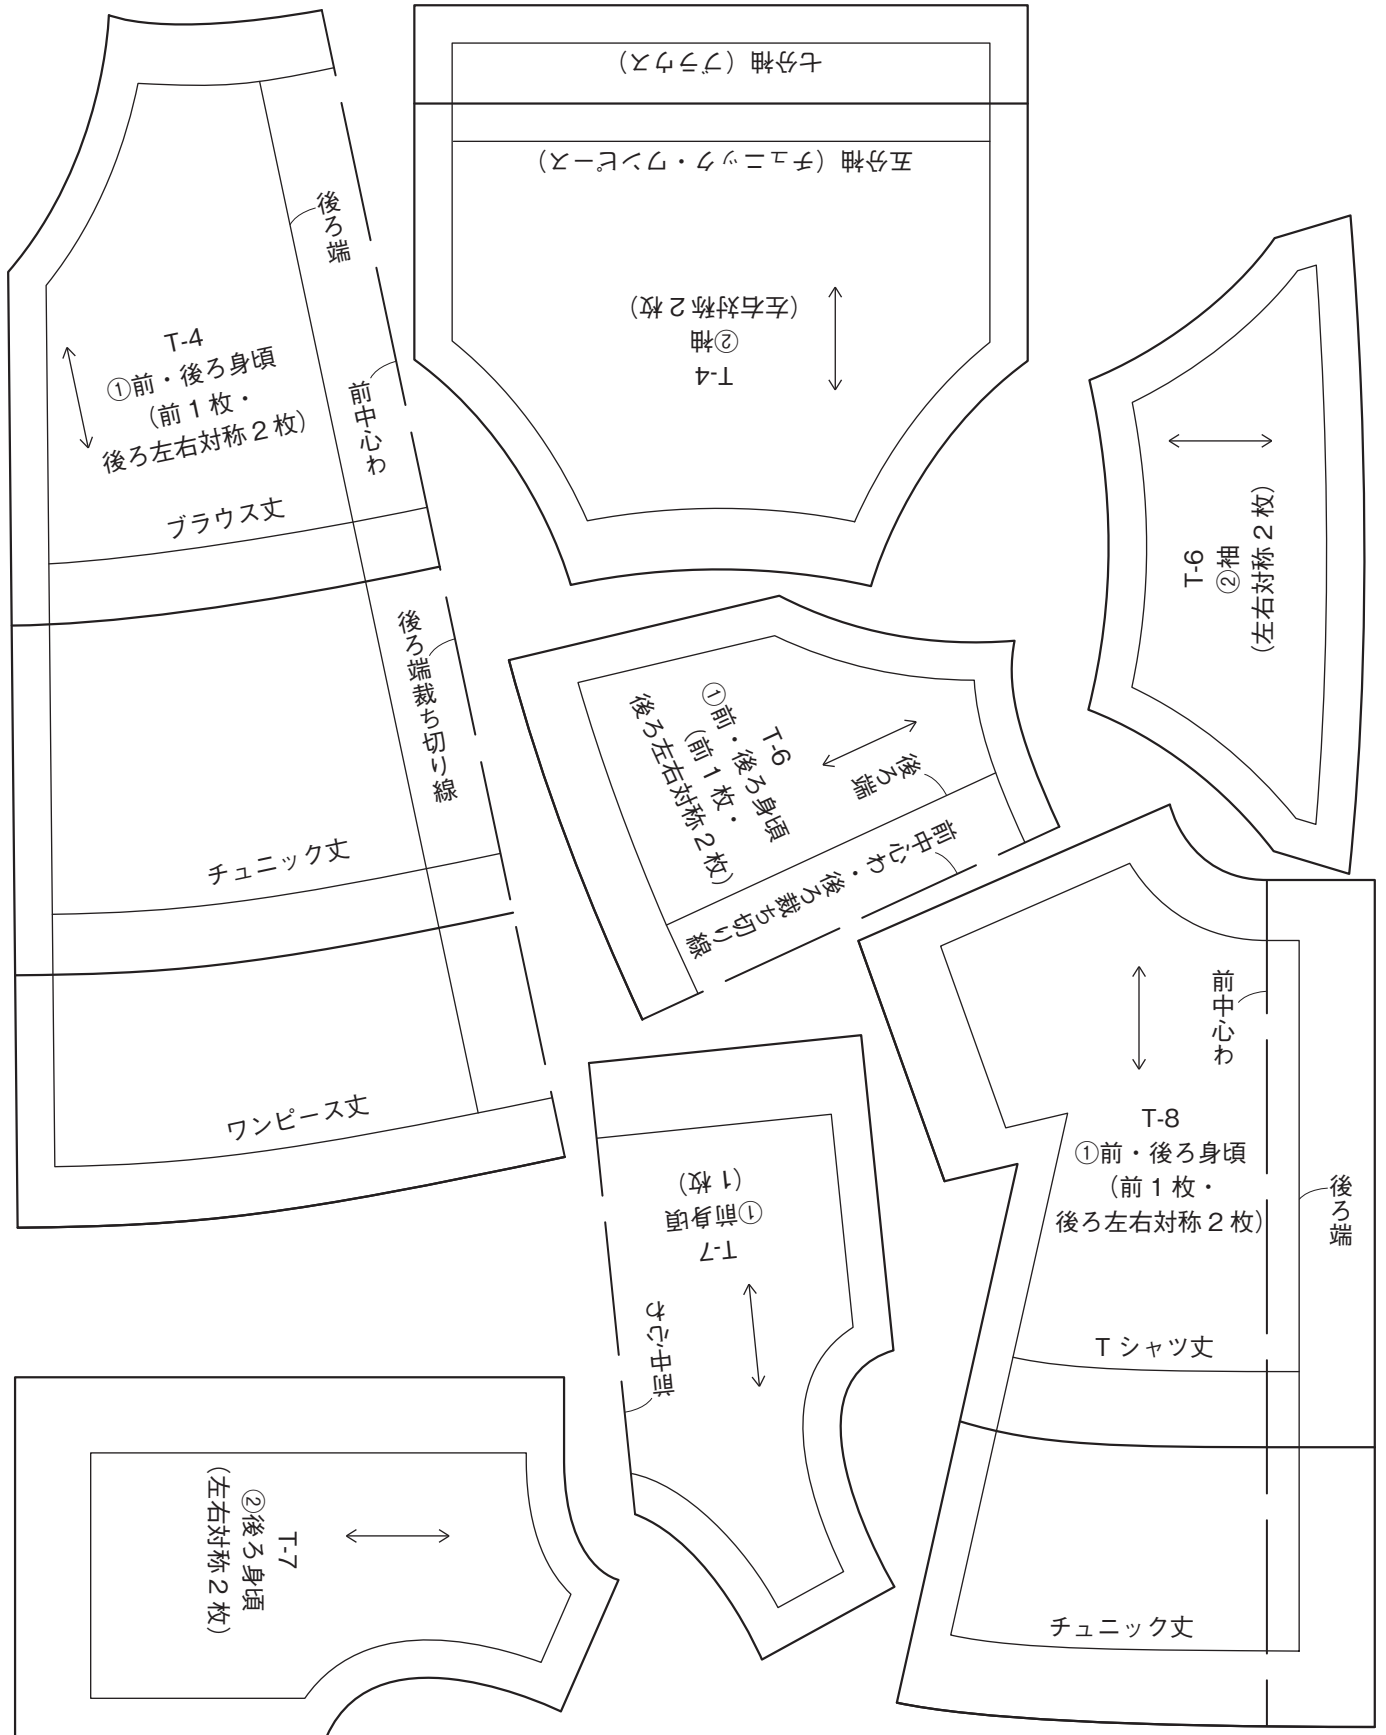 T-4
①前・後ろ身頃
（前 1 枚・
後ろ左右対称 2 枚）
後ろ端
前中心わ
ブラウス丈
後ろ端裁ち切り線
チュニック丈
ワンピース丈
七分袖（ブラウス）
五分袖（チュニック・ワンピース）
T-4
②袖
（左右対称 2 枚）
T-6
②袖
（左右対称 2 枚）
T-6
①前・後ろ身頃
（前 1 枚・
後ろ左右対称 2 枚）
後ろ端
前中心わ・後ろ裁ち切り線
T-8
①前・後ろ身頃
（前 1 枚・
後ろ左右対称 2 枚）
前中心わ
後ろ端
T シャツ丈
チュニック丈
T-7
①前身頃
（1 枚）
前中心わ
T-7
②後ろ身頃
（左右対称 2 枚）